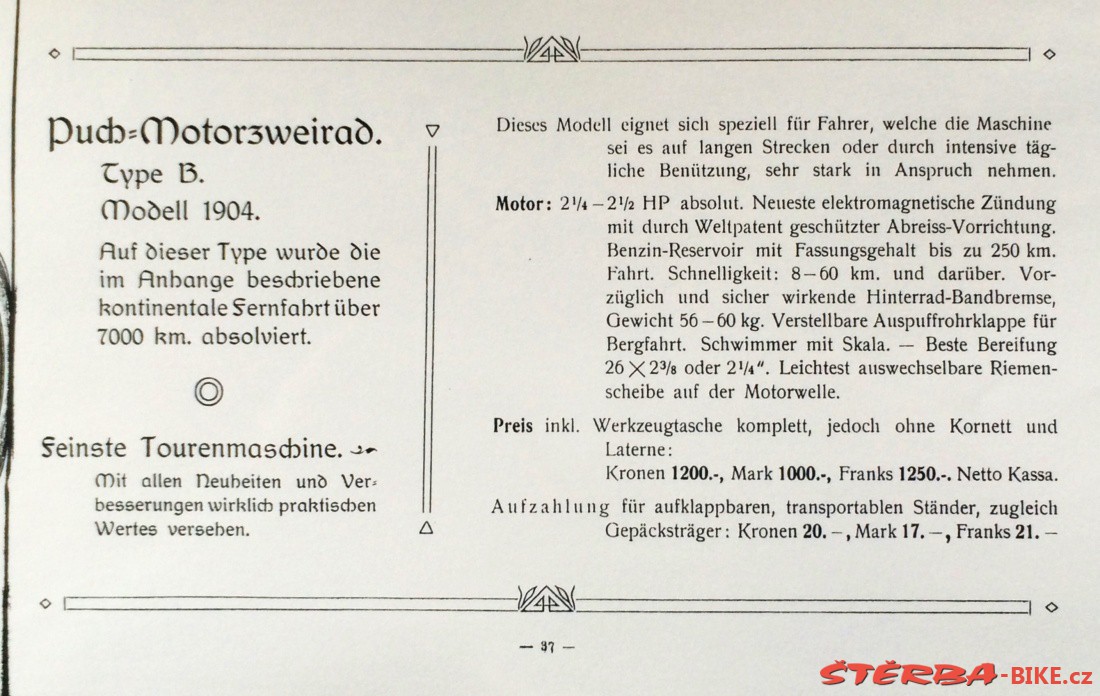 Puch-Motorzweirad.
Type B.
Modell 1904.
Auf dieser Type wurde die
im Anhange beschriebene
kontinentale Fernfahrt über
7000 km. absolviert.
Feinste Tourenmaschine.
Mit allen Neuheiten und Ver-
besserungen wirklich praktischen
Wertes versehen.
Dieses Modell eignet sich speziell für Fahrer, welche die Maschine
sei es auf langen Strecken oder durch intensive täg-
liche Benützung, sehr stark in Anspruch nehmen.
Motor: 2¼ – 2½ HP absolut. Neueste elektromagnetische Zündung
mit durch Weltpatent geschützter Abreiss-Vorrichtung.
Benzin-Reservoir mit Fassungsgehalt bis zu 250 km.
Fahrt. Schnelligkeit: 8 – 60 km. und darüber. Vor-
züglich und sicher wirkende Hinterrad-Bandbremse,
Gewicht 56 – 60 kg. Verstellbare Auspuffrohrklappe für
Bergfahrt. Schwimmer mit Skala. — Beste Bereifung
26 × 2⅜ oder 2¼". Leichtest auswechselbare Riemen-
scheibe auf der Motorwelle.
Preis inkl. Werkzeugtasche komplett, jedoch ohne Kornett und
Laterne:
Kronen 1200.-, Mark 1000.-, Franks 1250.-. Netto Kassa.
Aufzahlung für aufklappbaren, transportablen Ständer, zugleich
Gepäcksträger: Kronen 20. –, Mark 17. –, Franks 21. –
— 37 —
ŠTĚRBA-BIKE.cz